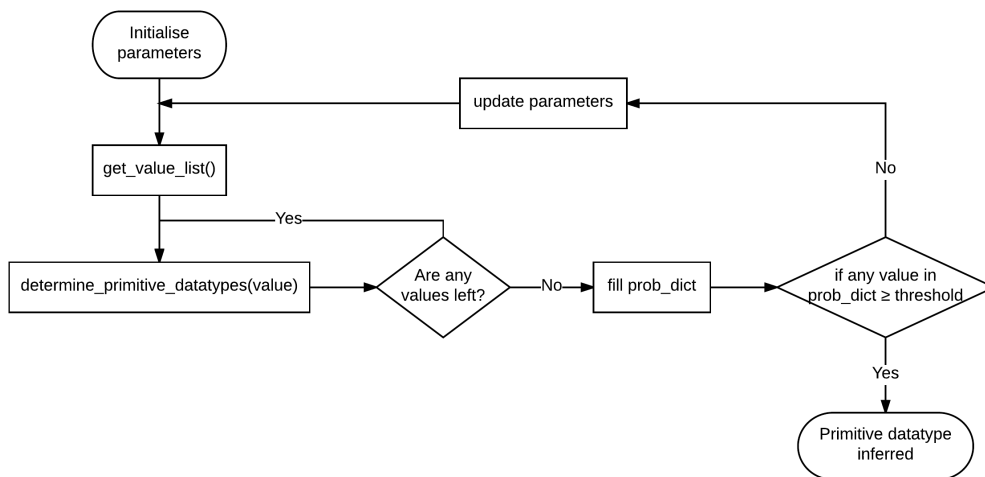 Initialise
parameters
update parameters
get_value_list()
No
Yes
determine_primitive_datatypes(value)
Are any
values left?
No
fill prob_dict
if any value in
prob_dict ≥ threshold
Yes
Primitive datatype
inferred